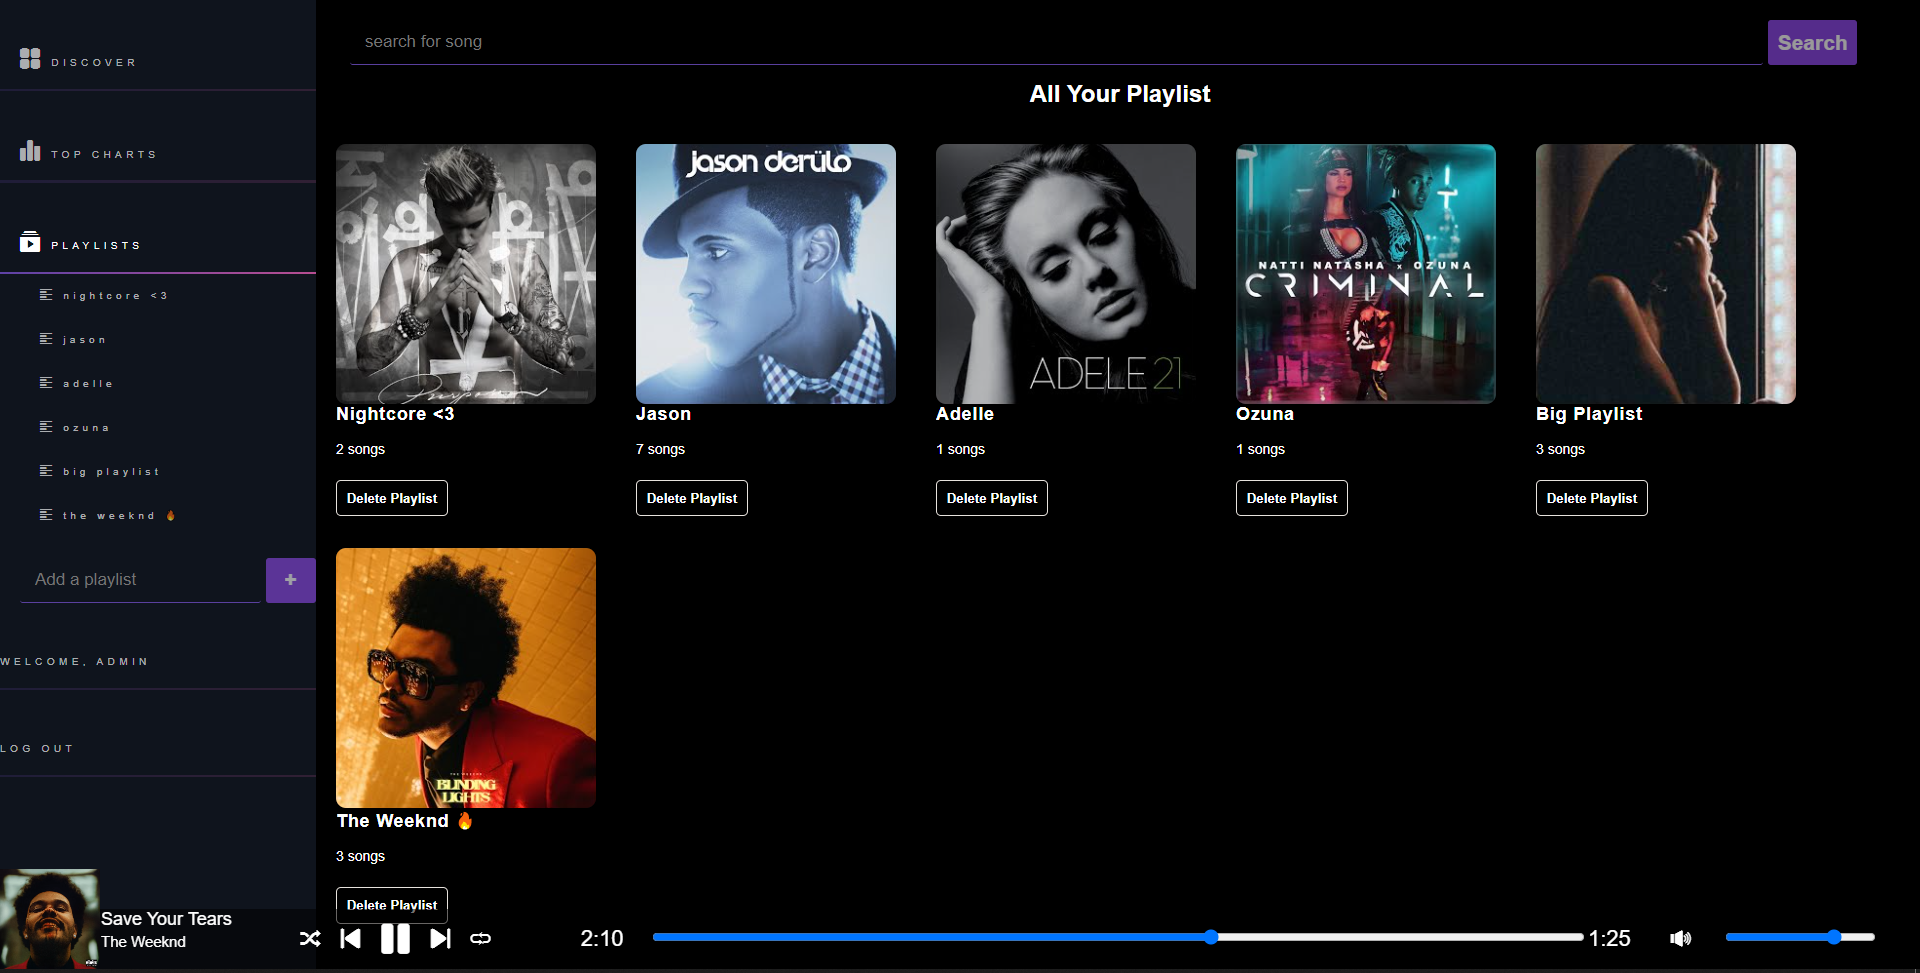 DISCOVER
TOP CHARTS
PLAYLISTS
nightcore <3
jason
adelle
ozuna
big playlist
the weeknd 🔥
Add a playlist
+
WELCOME, ADMIN
LOG OUT
search for song
Search
All Your Playlist
Nightcore <3
2 songs
Delete Playlist
jason derülo
Jason
7 songs
Delete Playlist
ADELE 21
Adelle
1 songs
Delete Playlist
NATTI NATASHA x OZUNA
CRIMINAL
Ozuna
1 songs
Delete Playlist
Big Playlist
3 songs
Delete Playlist
THE WEEKND
BLINDING
LIGHTS
The Weeknd 🔥
3 songs
Delete Playlist
Save Your Tears
The Weeknd
2:10
1:25